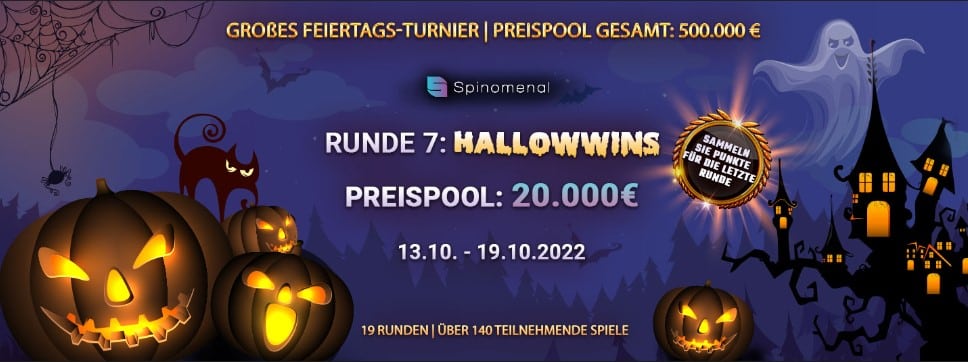 GROẞES FEIERTAGS-TURNIER | PREISPOOL GESAMT: 500.000 €
Spinomenal
RUNDE 7: HALLOWWINS
SAMMELN
SIE PUNKTE
FÜR DIE LETZTE
RUNDE
PREISPOOL: 20.000€
13.10. - 19.10.2022
19 RUNDEN | ÜBER 140 TEILNEHMENDE SPIELE